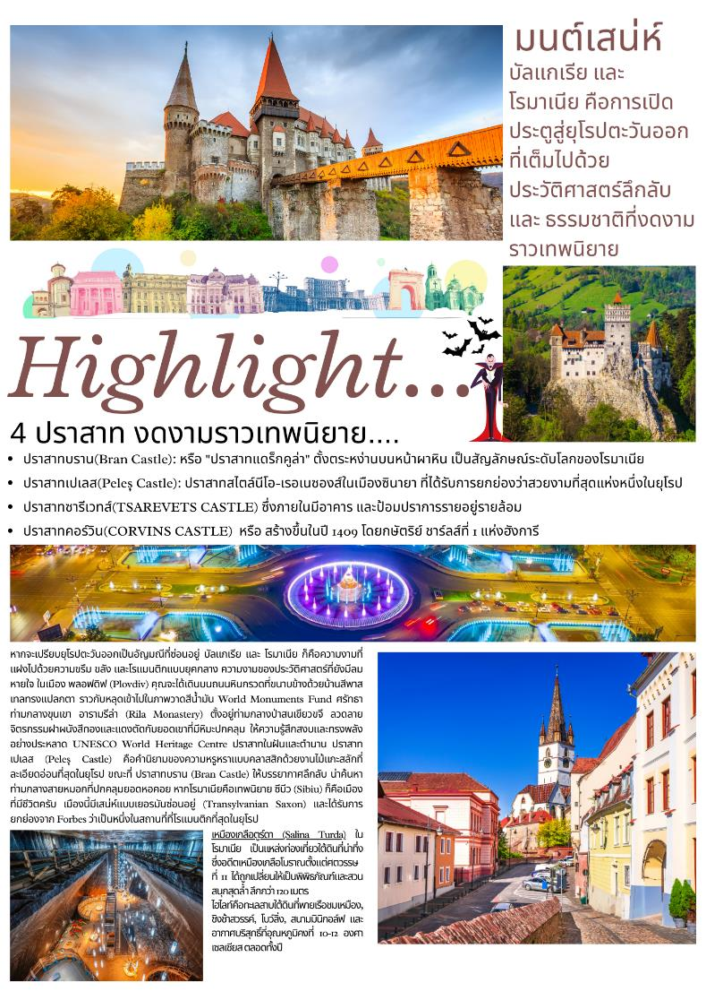 มนต์เสน่ห์
บัลแกเรีย และ
โรมาเนีย คือการเปิด
ประตูสู่ยุโรปตะวันออก
ที่เต็มไปด้วย
ประวัติศาสตร์ลึกลับ
และ ธรรมชาติที่งดงาม
ราวเทพนิยาย
Highlight...
4 ปราสาท งดงามราวเทพนิยาย....
• ปราสาทบราน(Bran Castle): หรือ "ปราสาทแดร็กคูล่า" ตั้งตระหง่านบนหน้าผาหิน เป็นสัญลักษณ์ระดับโลกของโรมาเนีย
• ปราสาทเปเลส(Peleș Castle): ปราสาทสไตล์นีโอ-เรอเนซองส์ในเมืองซินายา ที่ได้รับการยกย่องว่าสวยงามที่สุดแห่งหนึ่งในยุโรป
• ปราสาทซารีเวทส์(TSAREVETS CASTLE) ซึ่งภายในมีอาคาร และป้อมปราการรายอยู่รายล้อม
• ปราสาทคอร์วิน(CORVINS CASTLE) หรือ สร้างขึ้นในปี 1409 โดยกษัตริย์ ชาร์ลส์ที่ 1 แห่งฮังการี
หากจะเปรียบยุโรปตะวันออกเป็นอัญมณีที่ซ่อนอยู่ บัลแกเรีย และ โรมาเนีย ก็คือความงามที่
แฝงไปด้วยความขรึม ขลัง และโรแมนติกแบบยุคกลาง ความงามของประวัติศาสตร์ที่ยังมีลม
หายใจ ในเมือง พลอฟดิฟ (Plovdiv) คุณจะได้เดินบนถนนหินกรวดที่ขนาบข้างด้วยบ้านสีพาส
เทลทรงแปลกตา ราวกับหลุดเข้าไปในภาพวาดสีน้ำมัน World Monuments Fund ศรัทธา
ท่ามกลางขุนเขา อารามรีล่า (Rila Monastery) ตั้งอยู่ท่ามกลางป่าสนเขียวขจี ลวดลาย
จิตรกรรมฝาผนังสีทองและแดงตัดกับยอดเขาที่มีหิมะปกคลุม ให้ความรู้สึกสงบและทรงพลัง
อย่างประหลาด UNESCO World Heritage Centre ปราสาทในฝันและตำนาน ปราสาท
เปเลส (Peleș Castle) คือคำนิยามของความหรูหราแบบคลาสสิกด้วยงานไม้แกะสลักที่
ละเอียดอ่อนที่สุดในยุโรป ขณะที่ ปราสาทบราน (Bran Castle) ให้บรรยากาศลึกลับ น่าค้นหา
ท่ามกลางสายหมอกที่ปกคลุมยอดหอคอย หากโรมาเนียคือเทพนิยาย ซีบีว (Sibiu) ก็คือเมือง
ที่มีชีวิตครับ เมืองนี้มีเสน่ห์แบบเยอรมันซ่อนอยู่ (Transylvanian Saxon) และได้รับการ
ยกย่องจาก Forbes ว่าเป็นหนึ่งในสถานที่ที่โรแมนติกที่สุดในยุโรป
เหมืองเกลือตูร์ดา (Salina Turda) ใน
โรมาเนีย เป็นแหล่งท่องเที่ยวใต้ดินที่น่าทึ่ง
ซึ่งอดีตเหมืองเกลือโบราณตั้งแต่ศตวรรษ
ที่ 11 ได้ถูกเปลี่ยนให้เป็นพิพิธภัณฑ์และสวน
สนุกสุดล้ำ ลึกกว่า 120 เมตร
ไฮไลท์คือทะเลสาบใต้ดินที่พายเรือชมเหมือง,
ชิงช้าสวรรค์, โบว์ลิ่ง, สนามมินิกอล์ฟ และ
อากาศบริสุทธิ์ที่อุณหภูมิคงที่ 10-12 องศา
เซลเซียส ตลอดทั้งปี